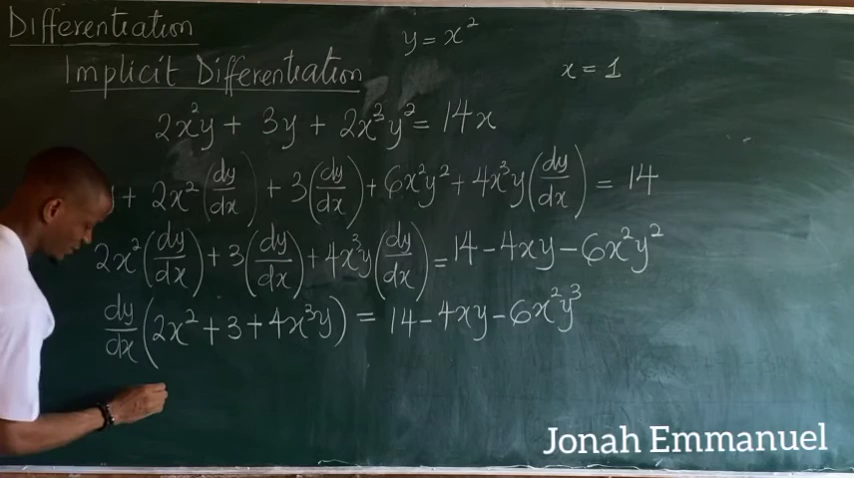 Differentiation
y = x²
Implicit Differentiation
x = 1
2x²y + 3y + 2x³y² = 14x
+ 2x² (dy/dx) + 3(dy/dx) + 6x²y² + 4x³y(dy/dx) = 14
2x²(dy/dx) + 3(dy/dx) + 4x³y(dy/dx) = 14 - 4xy - 6x²y²
dy/dx (2x² + 3 + 4x³y) = 14 - 4xy - 6x²y³
Jonah Emmanuel